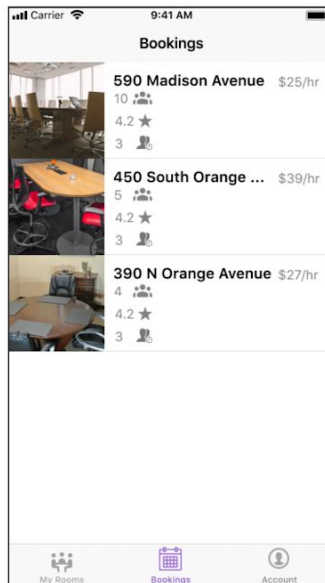 Carrier 9:41 AM
Bookings
590 Madison Avenue $25/hr
10
4.2
3
450 South Orange ... $39/hr
5
4.2
3
390 N Orange Avenue $27/hr
4
4.2
3
My Rooms Bookings Account